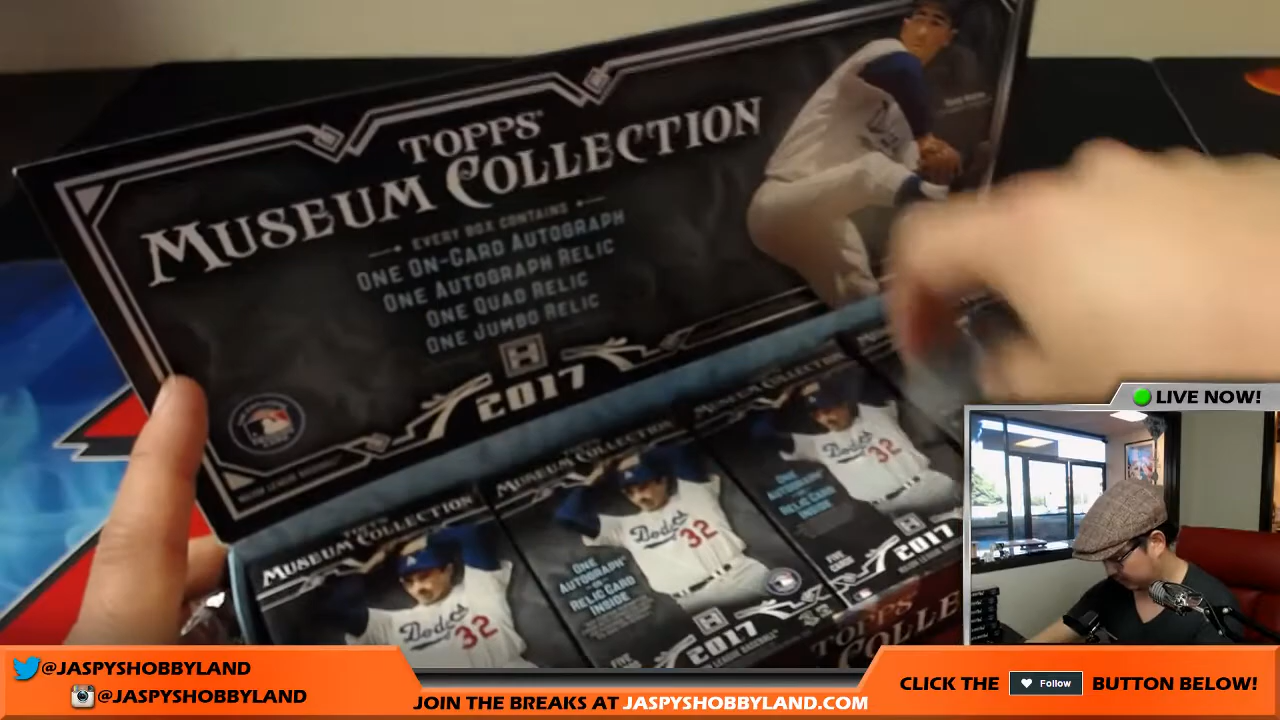 TOPPS
MUSEUM COLLECTION
EVERY BOX CONTAINS
ONE ON-CARD AUTOGRAPH
ONE AUTOGRAPH RELIC
ONE QUAD RELIC
ONE JUMBO RELIC
2017
TOPPS
MUSEUM COLLECTION
Dodgers
32
TOPPS
MUSEUM COLLECTION
Dodgers
32
ONE
AUTOGRAPH
OR
RELIC CARD
INSIDE
2017
MUSEUM COLLECTION
Dodgers
32
ONE
AUTOGRAPH
OR
RELIC CARD
INSIDE
FIVE
CARDS
2017
TOPPS
LIVE NOW!
@JASPYSHOBBYLAND
@JASPYSHOBBYLAND
JOIN THE BREAKS AT JASPYSHOBBYLAND.COM
CLICK THE Follow BUTTON BELOW!